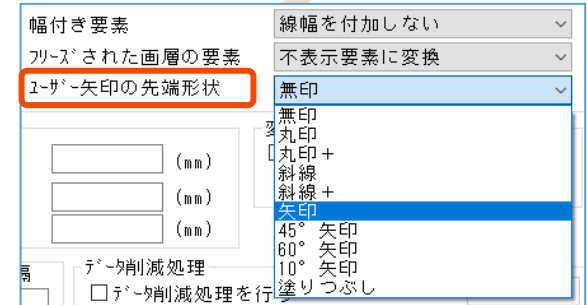 幅付き要素
線幅を付加しない
ﾌﾘｰｽﾞされた画層の要素
不表示要素に変換
ﾕｰｻﾞｰ矢印の先端形状
無印
無印
丸印
丸印＋
斜線
斜線＋
矢印
45° 矢印
60° 矢印
10° 矢印
塗りつぶし
(mm)
(mm)
(mm)
ﾃﾞｰﾀ削減処理
ﾃﾞｰﾀ削減処理を行